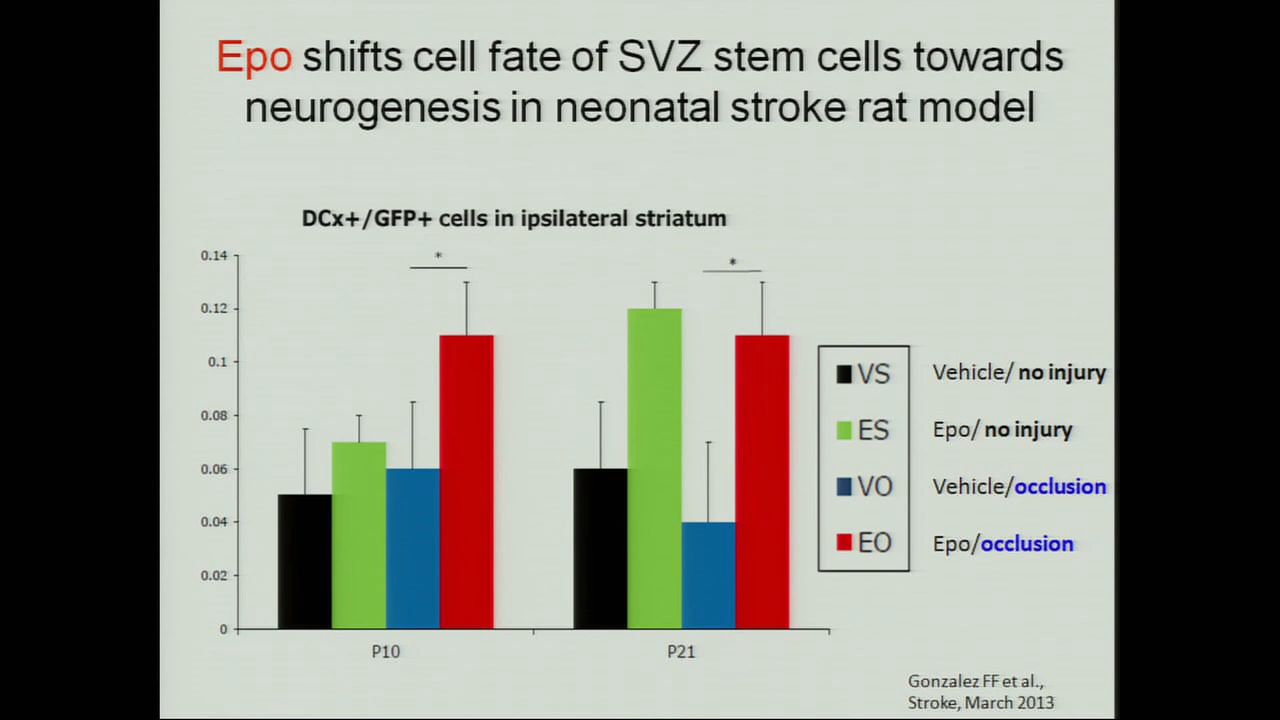 Epo shifts cell fate of SVZ stem cells towards
neurogenesis in neonatal stroke rat model
DCx+/GFP+ cells in ipsilateral striatum
0.14
0.12
0.1
0.08
0.06
0.04
0.02
0
*
*
P10
P21
VS Vehicle/ no injury
ES Epo/ no injury
VO Vehicle/occlusion
EO Epo/occlusion
Gonzalez FF et al.,
Stroke, March 2013